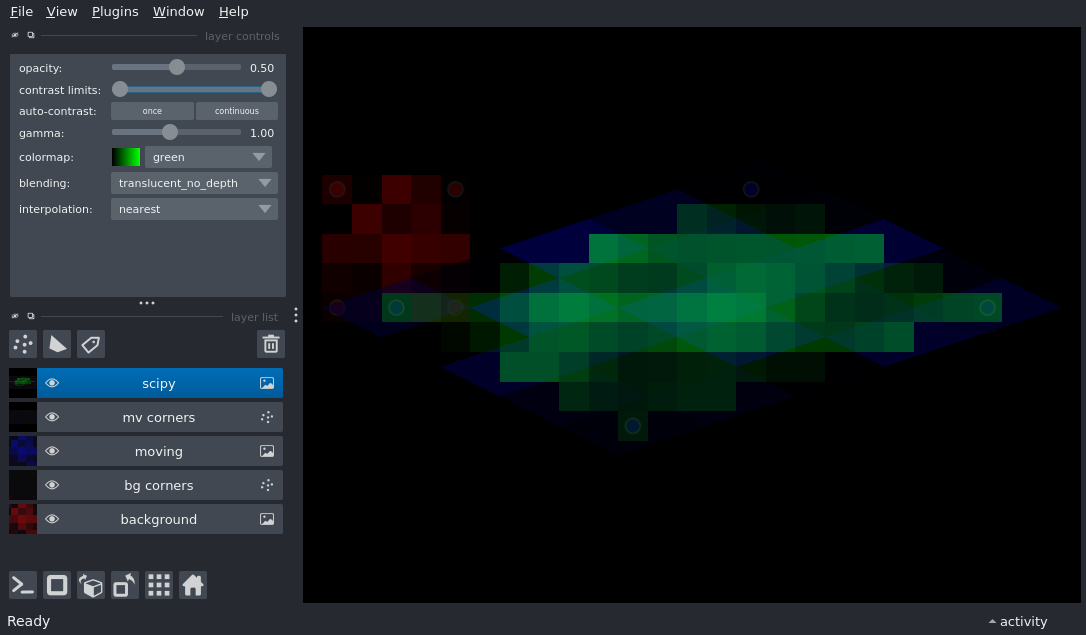 File View Plugins Window Help
layer controls
opacity: 0.50
contrast limits:
auto-contrast: once continuous
gamma: 1.00
colormap: green
blending: translucent_no_depth
interpolation: nearest
layer list
scipy
mv corners
moving
bg corners
background
Ready activity